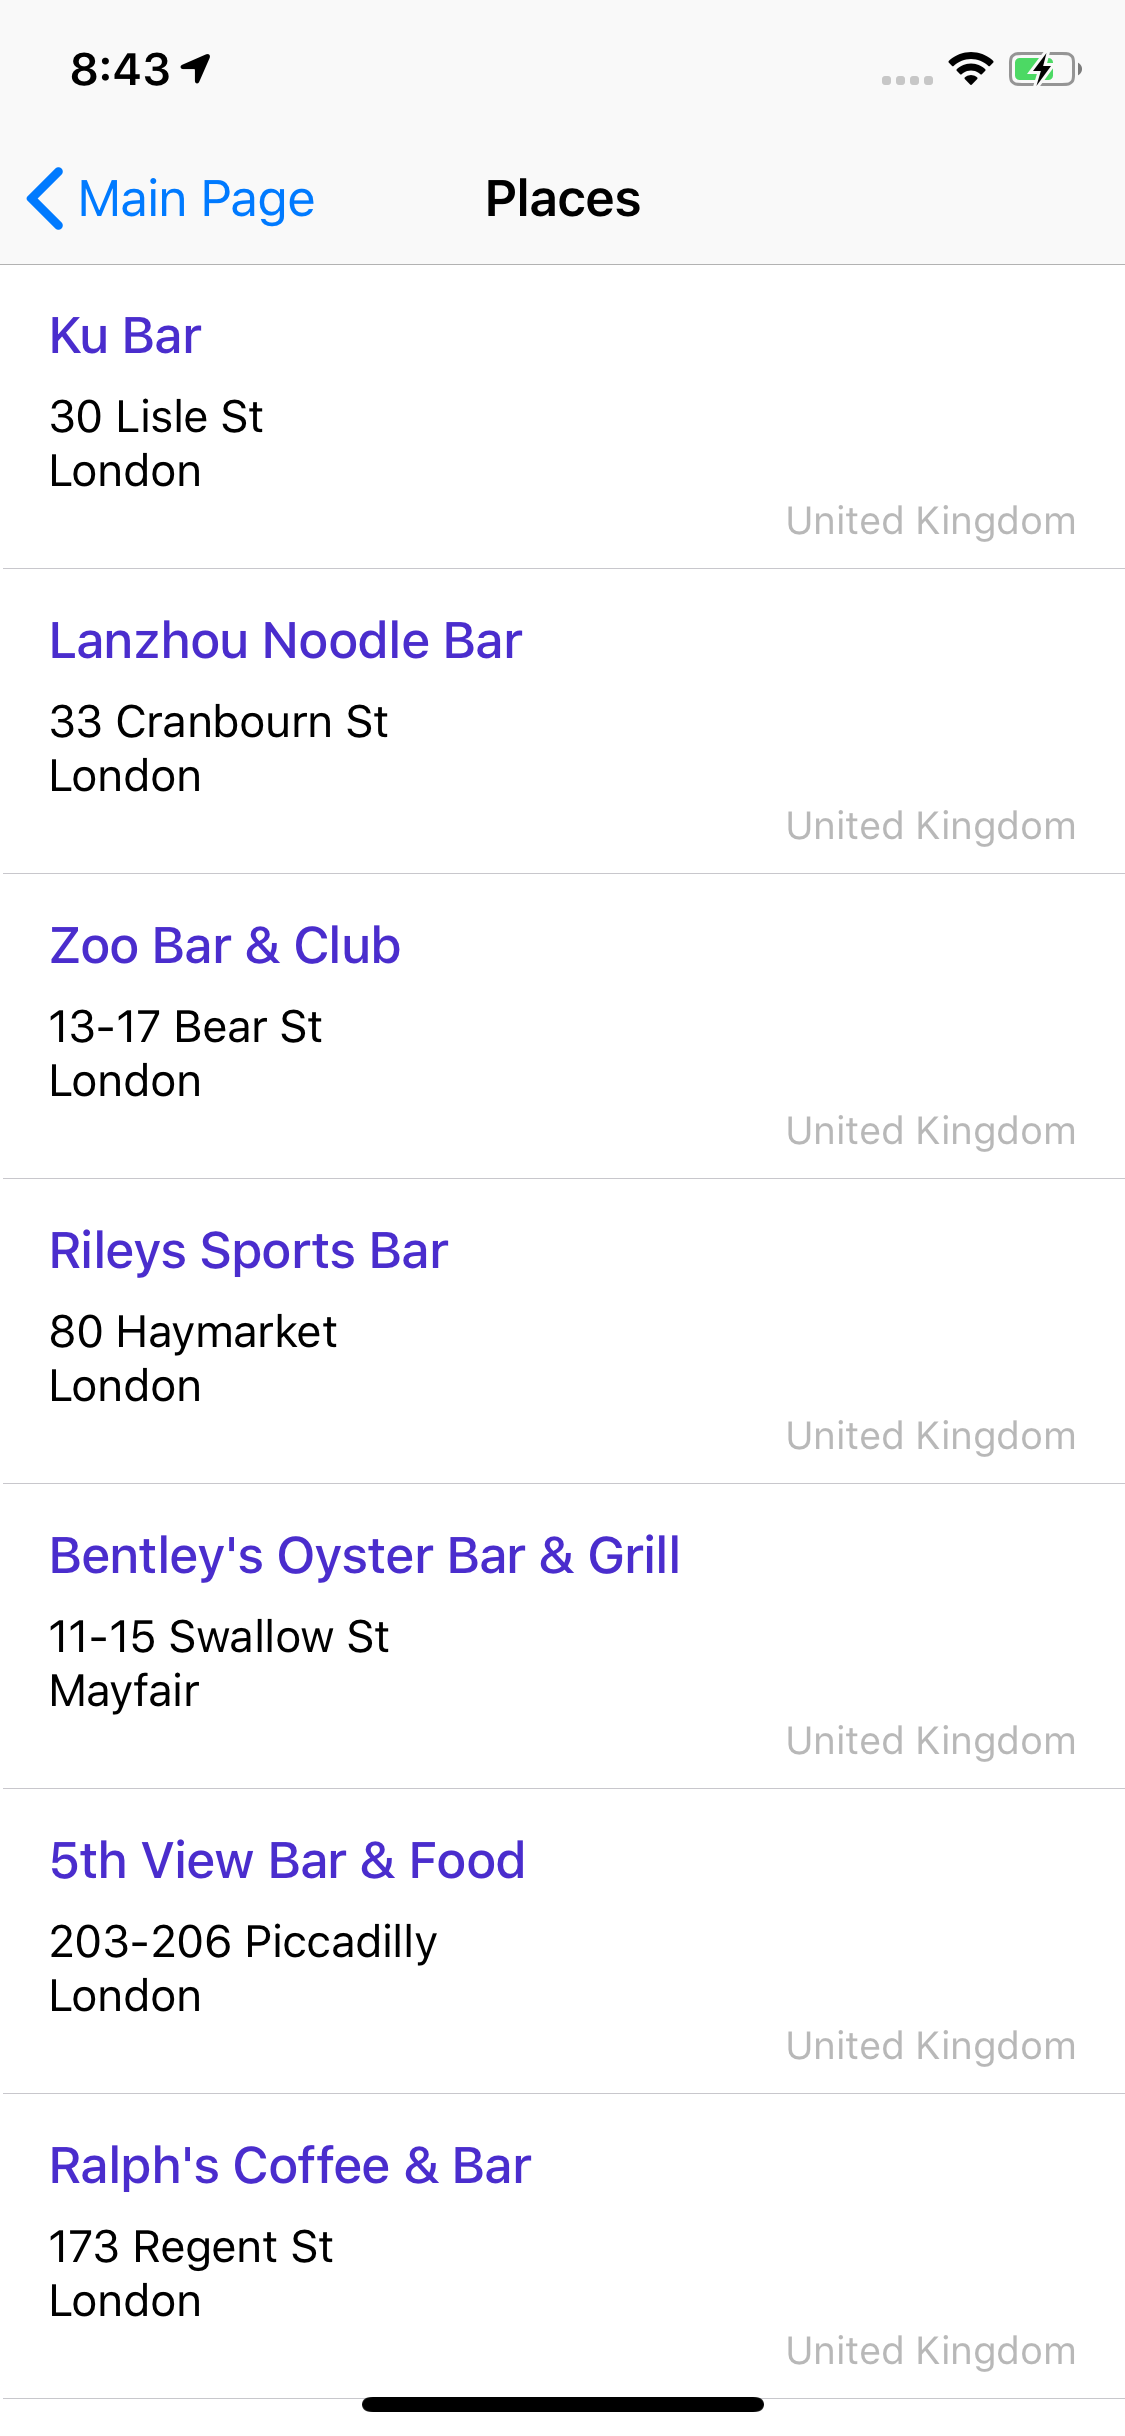 8:43
Main Page
Places
Ku Bar
30 Lisle St
London
United Kingdom
Lanzhou Noodle Bar
33 Cranbourn St
London
United Kingdom
Zoo Bar & Club
13-17 Bear St
London
United Kingdom
Rileys Sports Bar
80 Haymarket
London
United Kingdom
Bentley's Oyster Bar & Grill
11-15 Swallow St
Mayfair
United Kingdom
5th View Bar & Food
203-206 Piccadilly
London
United Kingdom
Ralph's Coffee & Bar
173 Regent St
London
United Kingdom